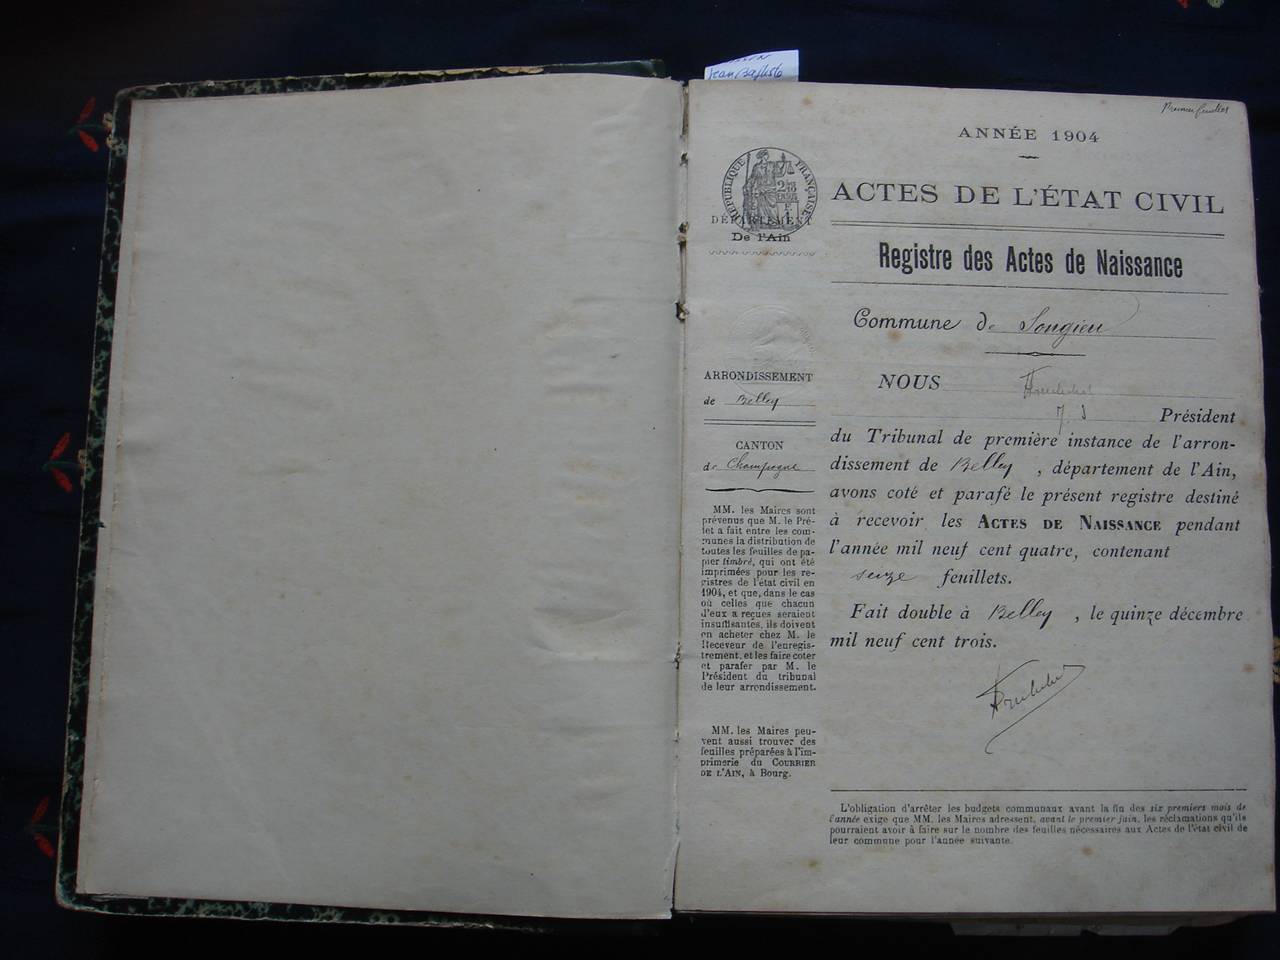 Jean Baptiste
Premier feuillet
ANNÉE 1904
RÉPUBLIQUE FRANÇAISE
ACTES DE L'ÉTAT CIVIL
DÉPARTEMENT
De l'Ain
Registre des Actes de Naissance
Commune de Songieu
ARRONDISSEMENT
de Belley
CANTON
de Champagne
MM. les Maires sont
prévenus que M. le Pré-
fet a fait entre les com-
munes la distribution de
toutes les feuilles de pa-
pier timbré, qui ont été
imprimées pour les re-
gistres de l'état civil en
1904, et que, dans le cas
où celles que chacun
d'eux a reçues seraient
insuffisantes, ils doivent
en acheter chez M. le
Receveur de l'enregis-
trement, et les faire coter
et parafer par M. le
Président du tribunal
de leur arrondissement.
MM. les Maires peu-
vent aussi trouver des
feuilles préparées à l'im-
primerie du COURRIER
DE L'AIN, à Bourg.
NOUS
Président
du Tribunal de première instance de l'arron-
dissement de Belley, département de l'Ain,
avons coté et parafé le présent registre destiné
à recevoir les ACTES DE NAISSANCE pendant
l'année mil neuf cent quatre, contenant
seize feuillets.
Fait double à Belley, le quinze décembre
mil neuf cent trois.
L'obligation d'arrêter les budgets communaux avant la fin des six premiers mois de
l'année exige que MM. les Maires adressent, avant le premier juin, les réclamations qu'ils
pourraient avoir à faire sur le nombre des feuilles nécessaires aux Actes de l'état civil de
leur commune pour l'année suivante.